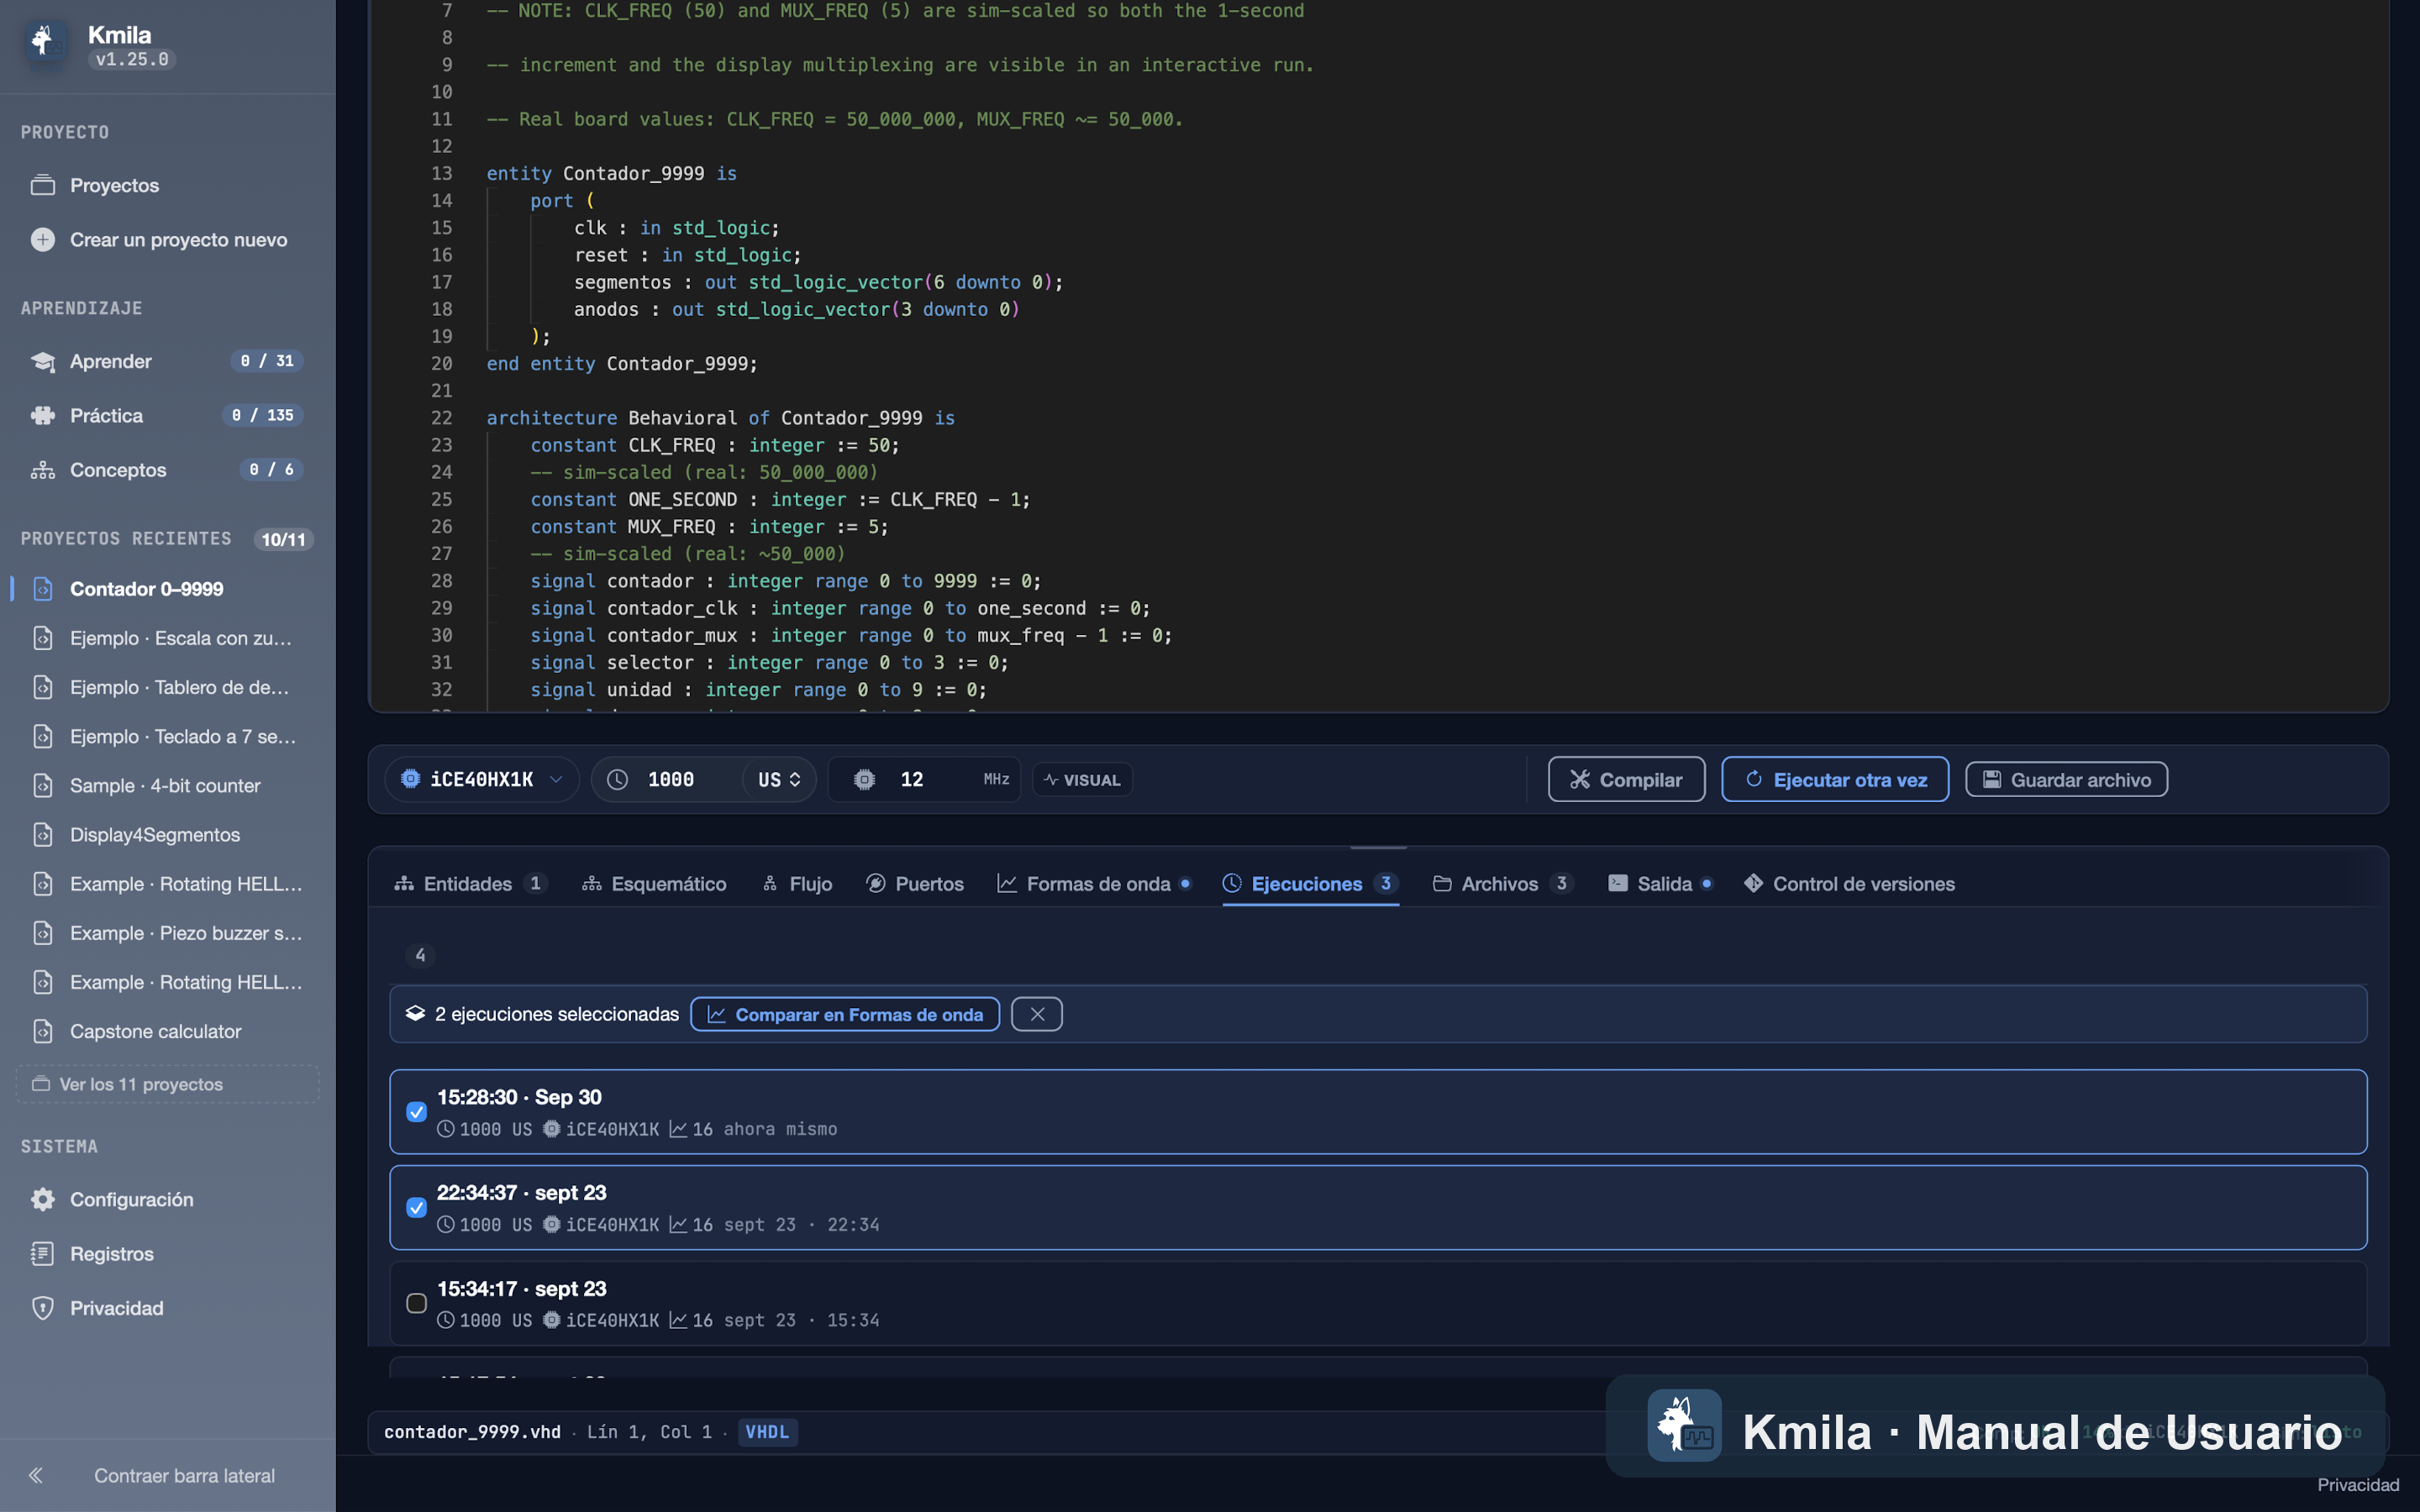 Kmila
v1.25.0
PROYECTO
Proyectos
Crear un proyecto nuevo
APRENDIZAJE
Aprender 0 / 31
Práctica 0 / 135
Conceptos 0 / 6
PROYECTOS RECIENTES 10/11
Contador 0–9999
Ejemplo · Escala con zu...
Ejemplo · Tablero de de...
Ejemplo · Teclado a 7 se...
Sample · 4-bit counter
Display4Segmentos
Example · Rotating HELL...
Example · Piezo buzzer s...
Example · Rotating HELL...
Capstone calculator
Ver los 11 proyectos
SISTEMA
Configuración
Registros
Privacidad
Contraer barra lateral
7 -- NOTE: CLK_FREQ (50) and MUX_FREQ (5) are sim-scaled so both the 1-second
8
9 -- increment and the display multiplexing are visible in an interactive run.
10
11 -- Real board values: CLK_FREQ = 50_000_000, MUX_FREQ ~= 50_000.
12
13 entity Contador_9999 is
14 port (
15 clk : in std_logic;
16 reset : in std_logic;
17 segmentos : out std_logic_vector(6 downto 0);
18 anodos : out std_logic_vector(3 downto 0)
19 );
20 end entity Contador_9999;
21
22 architecture Behavioral of Contador_9999 is
23 constant CLK_FREQ : integer := 50;
24 -- sim-scaled (real: 50_000_000)
25 constant ONE_SECOND : integer := CLK_FREQ - 1;
26 constant MUX_FREQ : integer := 5;
27 -- sim-scaled (real: ~50_000)
28 signal contador : integer range 0 to 9999 := 0;
29 signal contador_clk : integer range 0 to one_second := 0;
30 signal contador_mux : integer range 0 to mux_freq - 1 := 0;
31 signal selector : integer range 0 to 3 := 0;
32 signal unidad : integer range 0 to 9 := 0;
iCE40HX1K 1000 US 12 MHz VISUAL Compilar Ejecutar otra vez Guardar archivo
Entidades 1 Esquemático Flujo Puertos Formas de onda Ejecuciones 3 Archivos 3 Salida Control de versiones
4
2 ejecuciones seleccionadas Comparar en Formas de onda
15:28:30 · Sep 30
1000 US iCE40HX1K 16 ahora mismo
22:34:37 · sept 23
1000 US iCE40HX1K 16 sept 23 · 22:34
15:34:17 · sept 23
1000 US iCE40HX1K 16 sept 23 · 15:34
contador_9999.vhd · Lín 1, Col 1 · VHDL
Kmila · Manual de Usuario
Privacidad